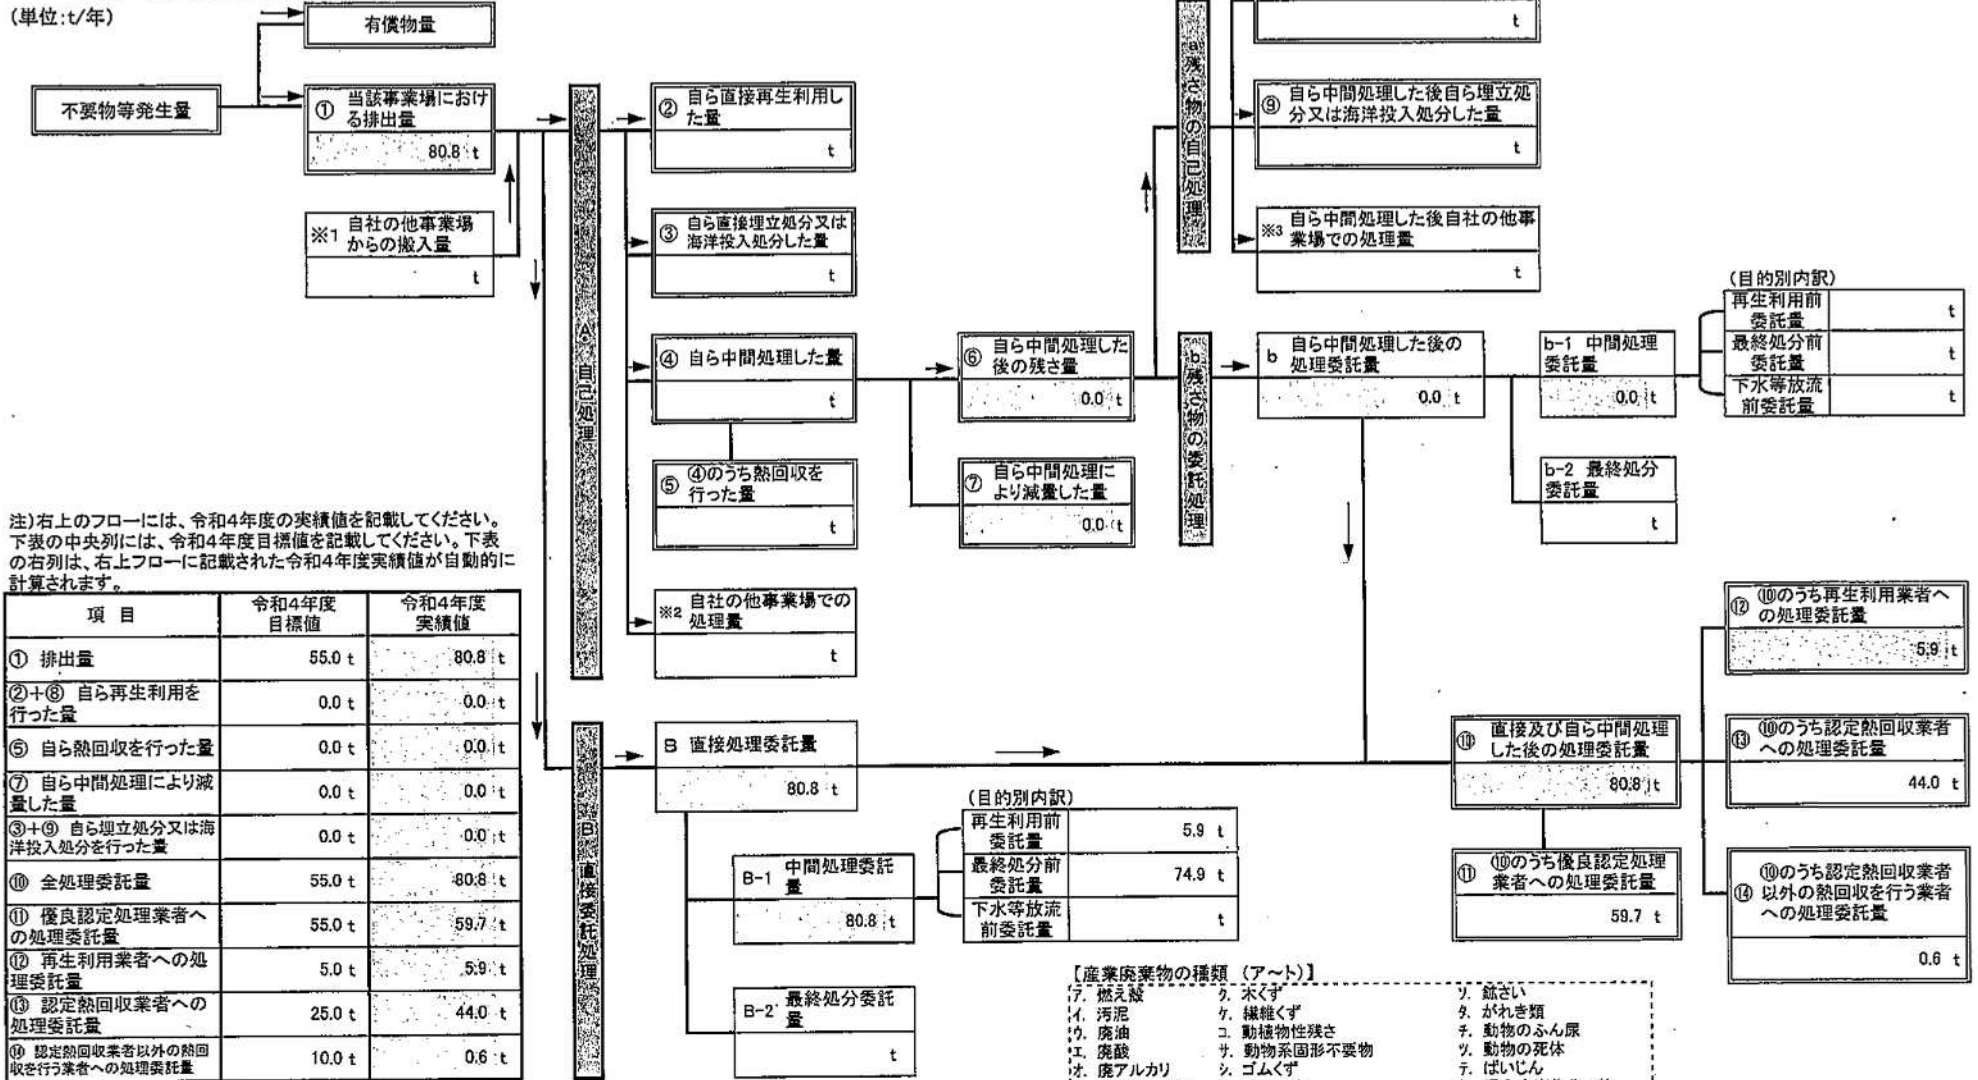 (単位:t/年)
有償物量
不要物等発生量
① 当該事業場におけ
る排出量
80.8 t
※1 自社の他事業場
からの搬入量
t
A 自己処理
② 自ら直接再生利用し
た量
t
③ 自ら直接埋立処分又は
海洋投入処分した量
t
④ 自ら中間処理した量
t
⑤ ④のうち熱回収を
行った量
t
※2 自社の他事業場での
処理量
t
⑥ 自ら中間処理した
後の残さ量
0.0 t
⑦ 自ら中間処理に
より減量した量
0.0 t
a 残さ物の自己処理
t
⑨ 自ら中間処理した後自ら埋立処
分又は海洋投入処分した量
t
※3 自ら中間処理した後自社の他事
業場での処理量
t
b 残さ物の委託処理
b 自ら中間処理した後の
処理委託量
0.0 t
b-1 中間処理
委託量
0.0 t
b-2 最終処分
委託量
t
(目的別内訳)
再生利用前
委託量 t
最終処分前
委託量 t
下水等放流
前委託量 t
注)右上のフローには、令和4年度の実績値を記載してください。
下表の中央列には、令和4年度目標値を記載してください。下表
の右列は、右上フローに記載された令和4年度実績値が自動的に
計算されます。
項 目 令和4年度
目標値 令和4年度
実績値
① 排出量 55.0 t 80.8 t
②+⑧ 自ら再生利用を
行った量 0.0 t 0.0 t
⑤ 自ら熱回収を行った量 0.0 t 0.0 t
⑦ 自ら中間処理により減
量した量 0.0 t 0.0 t
③+⑨ 自ら埋立処分又は海
洋投入処分を行った量 0.0 t 0.0 t
⑩ 全処理委託量 55.0 t 80.8 t
⑪ 優良認定処理業者へ
の処理委託量 55.0 t 59.7 t
⑫ 再生利用業者への処
理委託量 5.0 t 5.9 t
⑬ 認定熱回収業者への
処理委託量 25.0 t 44.0 t
⑭ 認定熱回収業者以外の熱回
収を行う業者への処理委託量 10.0 t 0.6 t
B 直接委託処理
B 直接処理委託量
80.8 t
B-1 中間処理委託
量
80.8 t
B-2 最終処分委託
量
t
(目的別内訳)
再生利用前
委託量 5.9 t
最終処分前
委託量 74.9 t
下水等放流
前委託量 t
⑩ 直接及び自ら中間処理
した後の処理委託量
80.8 t
⑪ ⑩のうち優良認定処理
業者への処理委託量
59.7 t
⑫ ⑩のうち再生利用業者へ
の処理委託量
5.9 t
⑬ ⑩のうち認定熱回収業者
への処理委託量
44.0 t
⑩のうち認定熱回収業者
⑭ 以外の熱回収を行う業者
への処理委託量
0.6 t
【産業廃棄物の種類 (ア~ト)】
ア. 燃え殻 ク. 木くず ソ. 鉱さい
イ. 汚泥 ケ. 繊維くず タ. がれき類
ウ. 廃油 コ. 動植物性残さ チ. 動物のふん尿
エ. 廃酸 サ. 動物系固形不要物 ツ. 動物の死体
オ. 廃アルカリ シ. ゴムくず テ. ばいじん